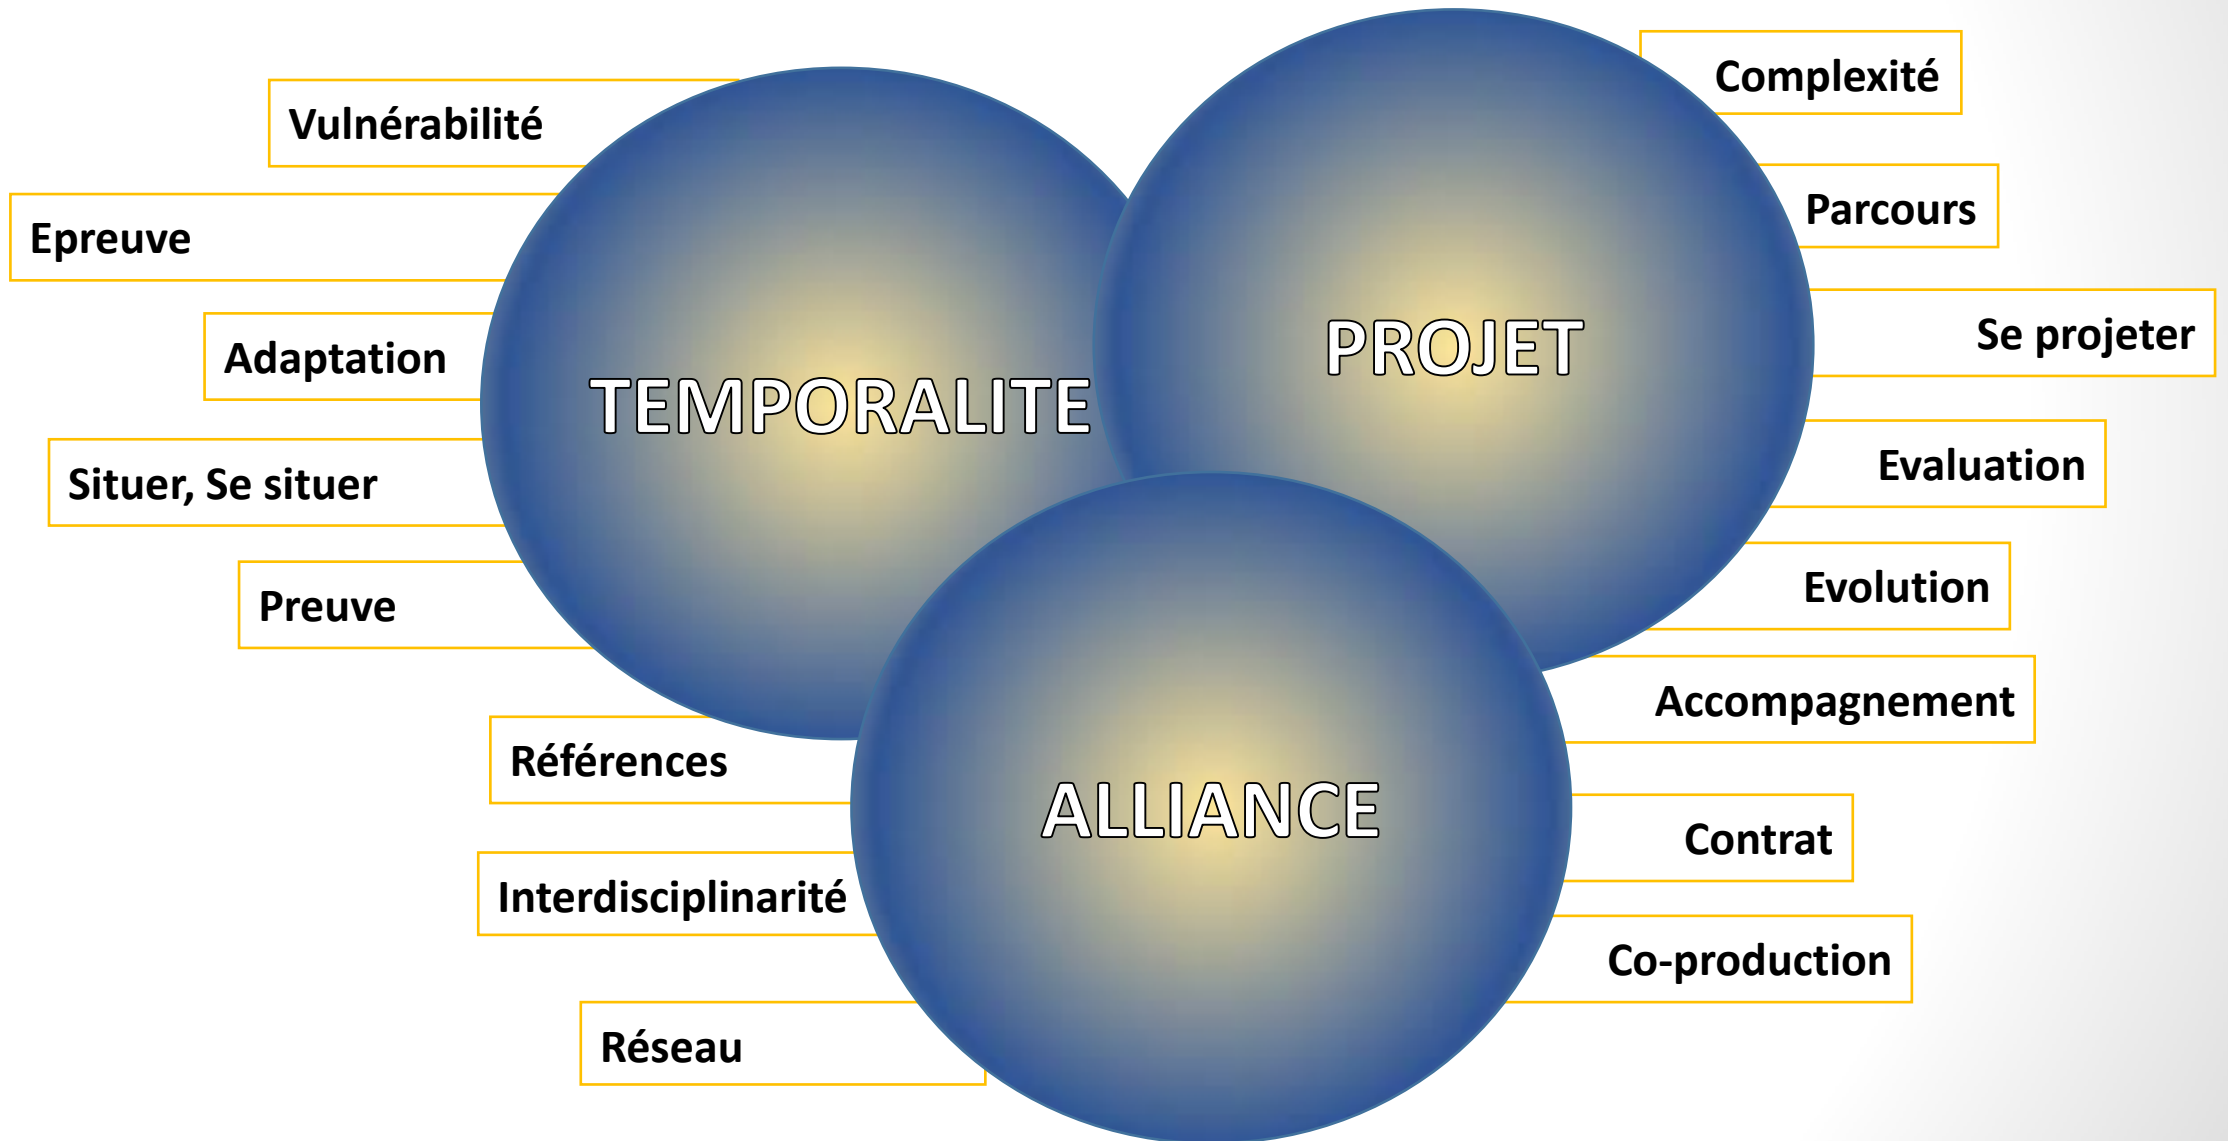 Vulnérabilité
Epreuve
Adaptation
Situer, Se situer
Preuve
TEMPORALITE
PROJET
Complexité
Parcours
Se projeter
Evaluation
Evolution
ALLIANCE
Références
Interdisciplinarité
Réseau
Accompagnement
Contrat
Co-production